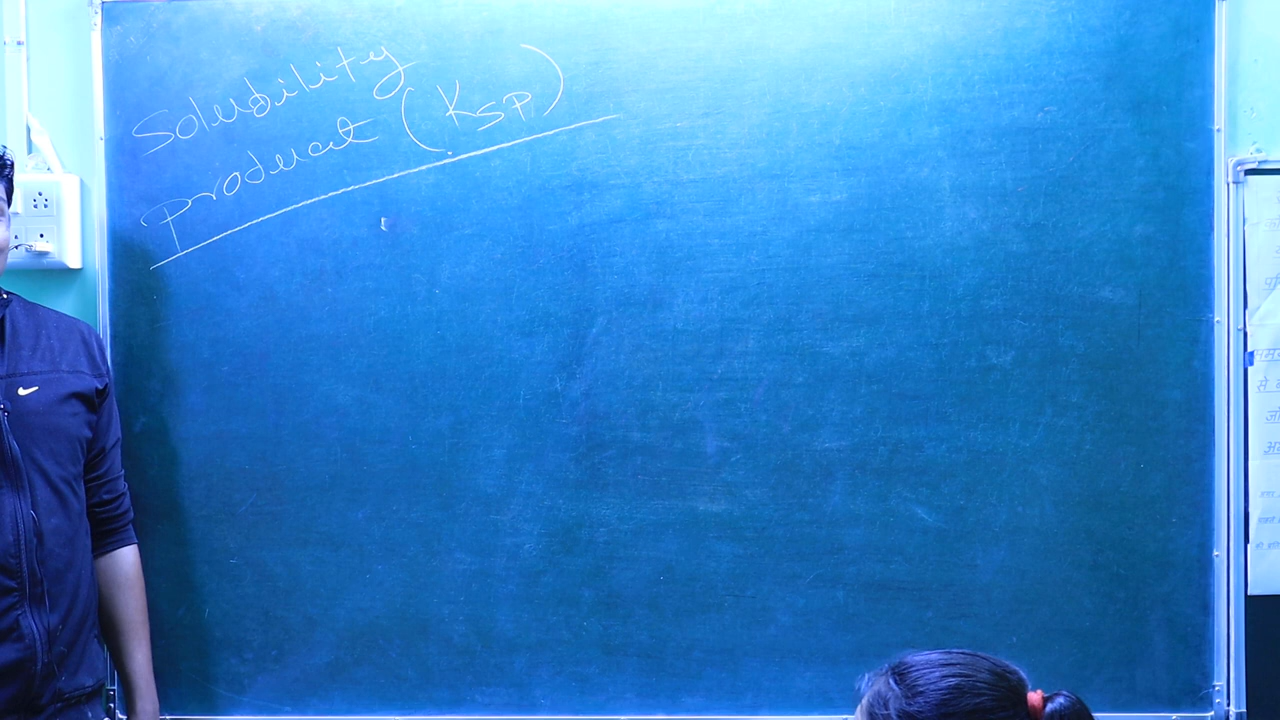 Solubility
product (Ksp)
से